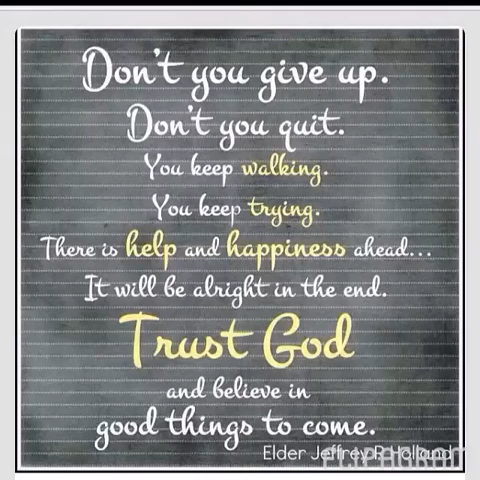 Don't you give up.
Don't you quit.
You keep walking.
You keep trying.
There is help and happiness ahead...
It will be alright in the end.
Trust God
and believe in
good things to come.
Elder Jeffrey R Holland
FLIPAGRAM